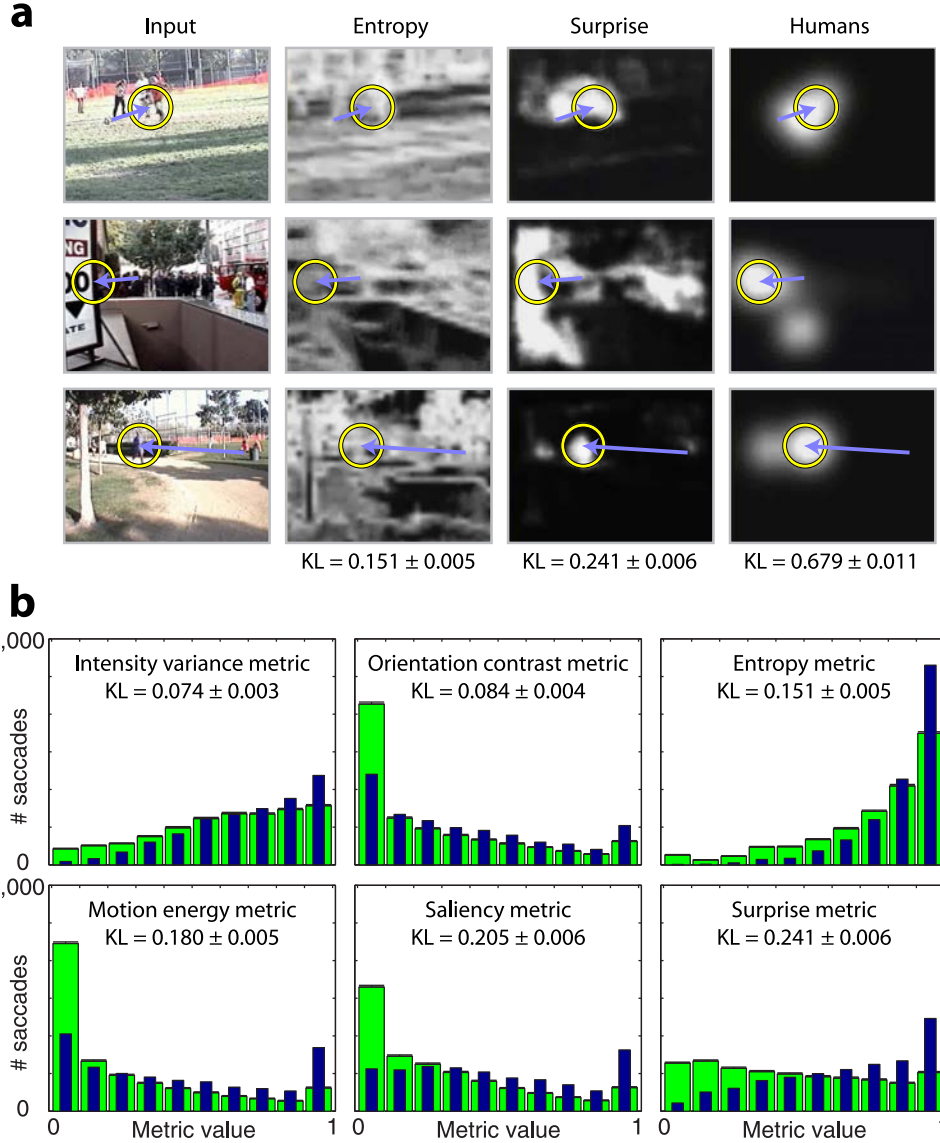 a
Input Entropy Surprise Humans
NG
00
ATE
KL = 0.151 ± 0.005 KL = 0.241 ± 0.006 KL = 0.679 ± 0.011
b
,000
# saccades
0
Intensity variance metric
KL = 0.074 ± 0.003
Orientation contrast metric
KL = 0.084 ± 0.004
Entropy metric
KL = 0.151 ± 0.005
,000
# saccades
0
Motion energy metric
KL = 0.180 ± 0.005
Saliency metric
KL = 0.205 ± 0.006
Surprise metric
KL = 0.241 ± 0.006
0 Metric value 1 0 Metric value 1 0 Metric value